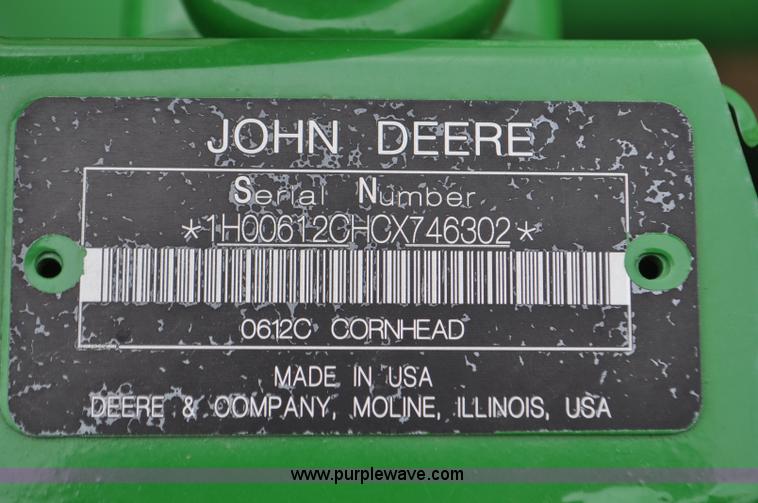 JOHN DEERE
Serial Number
*1H00612CHCX746302*
0612C CORNHEAD
MADE IN USA
DEERE & COMPANY, MOLINE, ILLINOIS, USA
www.purplewave.com